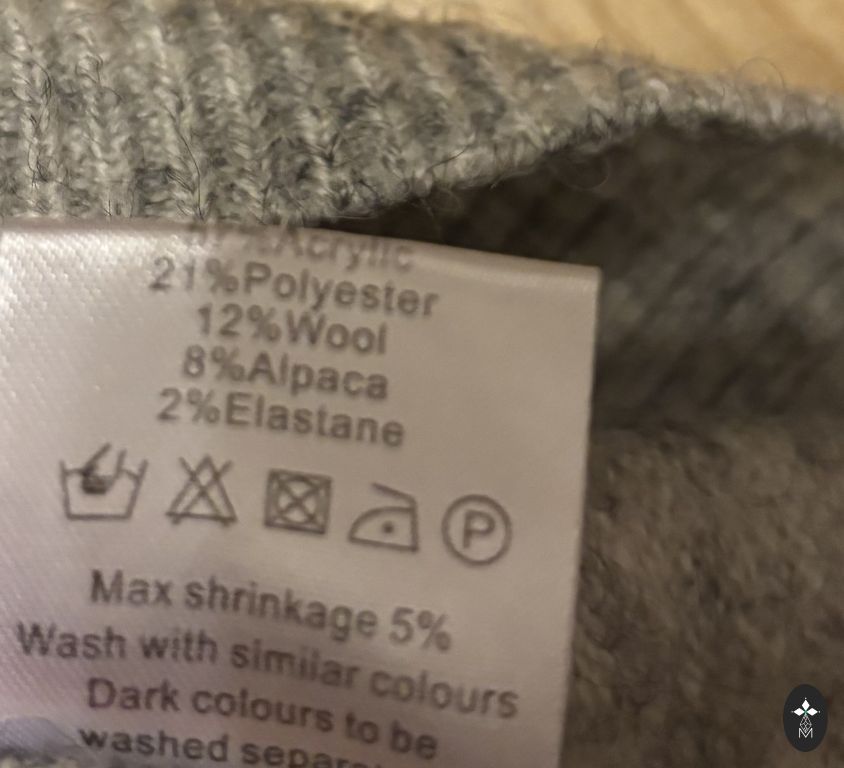 Acrylic
21%Polyester
12%Wool
8%Alpaca
2%Elastane
P
Max shrinkage 5%
Wash with similar colours
Dark colours to be
washed
M